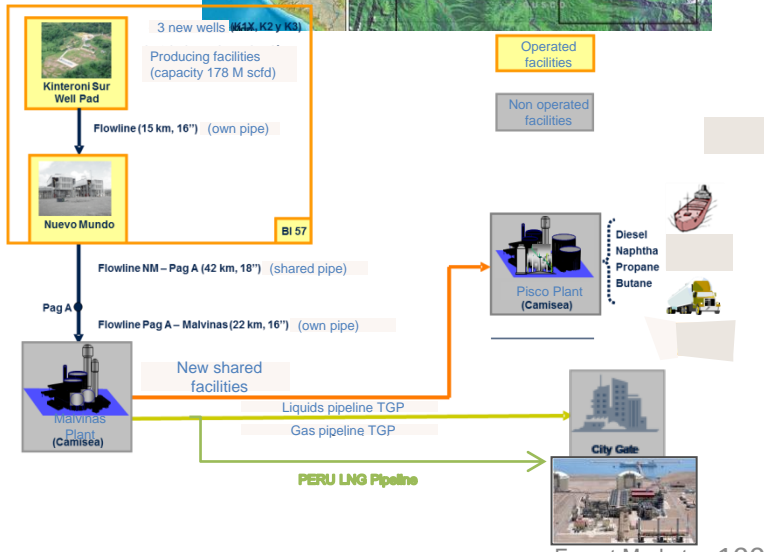 CUSCO
3 new wells (K1X, K2 y K3)
Producing facilities
(capacity 178 M scfd)
Kinteroni Sur
Well Pad
Flowline (15 km, 16’’) (own pipe)
Nuevo Mundo
Bl 57
Operated
facilities
Non operated
facilities
Flowline NM – Pag A (42 km, 18’’) (shared pipe)
Pag A
Flowline Pag A – Malvinas (22 km, 16’’) (own pipe)
Diesel
Naphtha
Propane
Butane
Pisco Plant
(Camisea)
New shared
facilities
Malvinas
Plant
(Camisea)
Liquids pipeline TGP
Gas pipeline TGP
City Gate
PERU LNG Pipeline